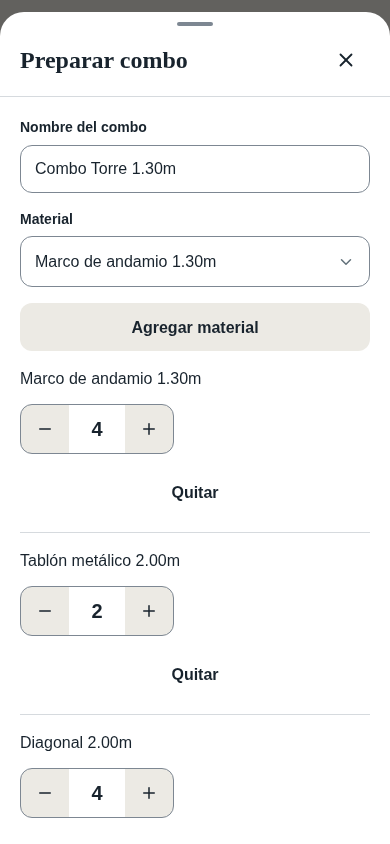 Preparar combo
Nombre del combo
Combo Torre 1.30m
Material
Marco de andamio 1.30m
Agregar material
Marco de andamio 1.30m
4
Quitar
Tablón metálico 2.00m
2
Quitar
Diagonal 2.00m
4